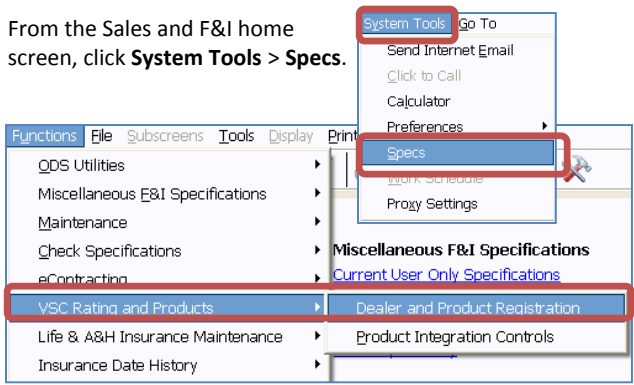 From the Sales and F&I home
screen, click System Tools > Specs.
System Tools Go To
Send Internet Email
Click to Call
Calculator
Preferences
Specs
Work Schedule
Proxy Settings
Functions File Subscreens Tools Display Print
ODS Utilities
Miscellaneous F&I Specifications
Maintenance
Check Specifications
eContracting
VSC Rating and Products
Life & A&H Insurance Maintenance
Insurance Date History
Miscellaneous F&I Specifications
Current User Only Specifications
Dealer and Product Registration
Product Integration Controls